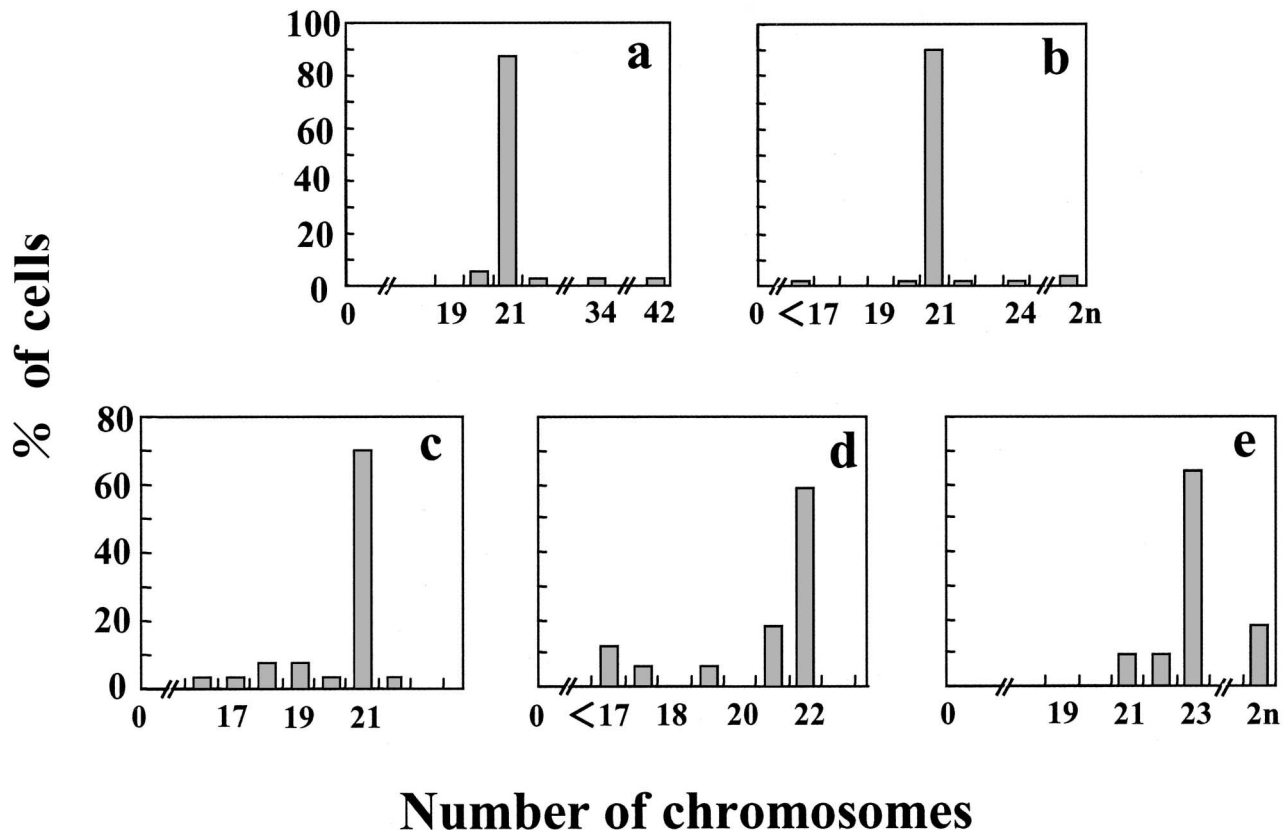 % of cells
100
80
60
40
20
0
a
0 19 21 34 42
b
0 <17 19 21 24 2n
80
60
40
20
0
c
0 17 19 21
d
0 <17 18 20 22
e
0 19 21 23 2n
Number of chromosomes